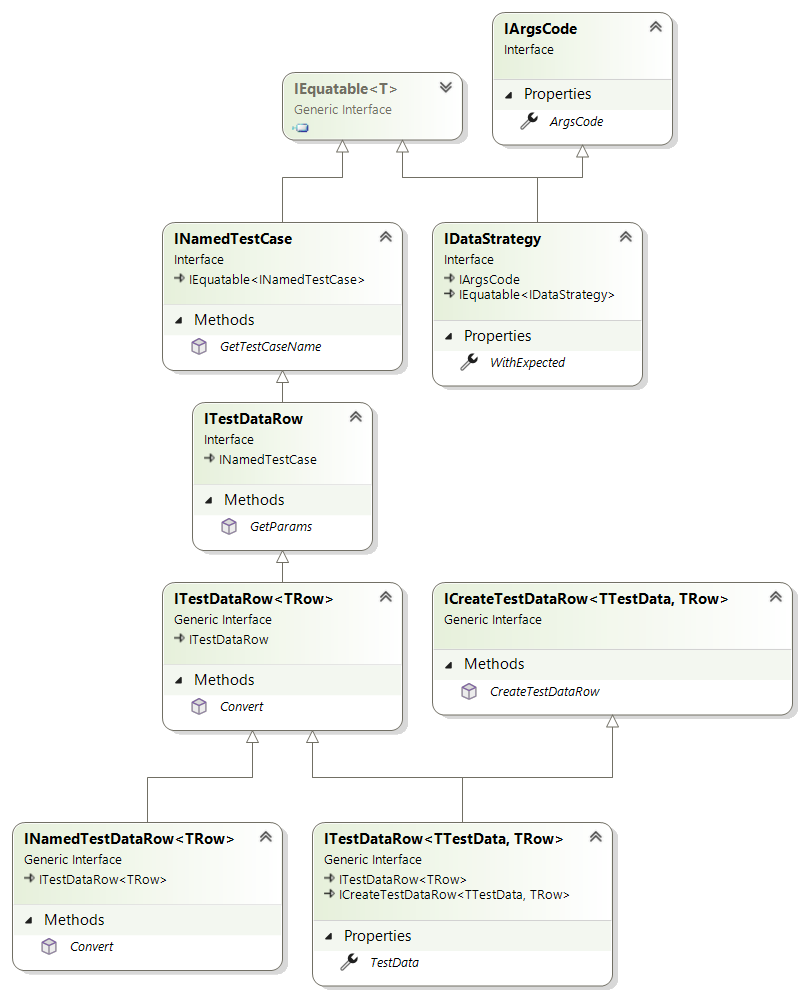 IArgsCode
Interface
Properties
ArgsCode
IEquatable<T>
Generic Interface
INamedTestCase
Interface
IEquatable<INamedTestCase>
Methods
GetTestCaseName
IDataStrategy
Interface
IArgsCode
IEquatable<IDataStrategy>
Properties
WithExpected
ITestDataRow
Interface
INamedTestCase
Methods
GetParams
ITestDataRow<TRow>
Generic Interface
ITestDataRow
Methods
Convert
ICreateTestDataRow<TTestData, TRow>
Generic Interface
Methods
CreateTestDataRow
INamedTestDataRow<TRow>
Generic Interface
ITestDataRow<TRow>
Methods
Convert
ITestDataRow<TTestData, TRow>
Generic Interface
ITestDataRow<TRow>
ICreateTestDataRow<TTestData, TRow>
Properties
TestData